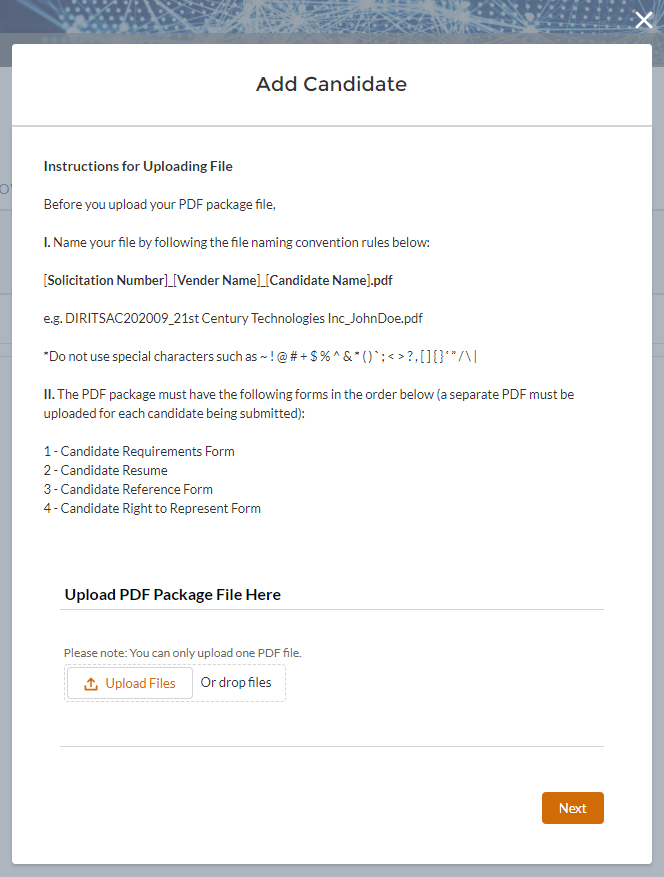 Add Candidate
Instructions for Uploading File
Before you upload your PDF package file,
I. Name your file by following the file naming convention rules below:
[Solicitation Number]_[Vender Name]_[Candidate Name].pdf
e.g. DIRITSAC202009_21st Century Technologies Inc_JohnDoe.pdf
*Do not use special characters such as ~ ! @ # + $ % ^ & * ( ) ` ; < > ? , [ ] { } ' " / \ |
II. The PDF package must have the following forms in the order below (a separate PDF must be
uploaded for each candidate being submitted):
1 - Candidate Requirements Form
2 - Candidate Resume
3 - Candidate Reference Form
4 - Candidate Right to Represent Form
Upload PDF Package File Here
Please note: You can only upload one PDF file.
Upload Files Or drop files
Next